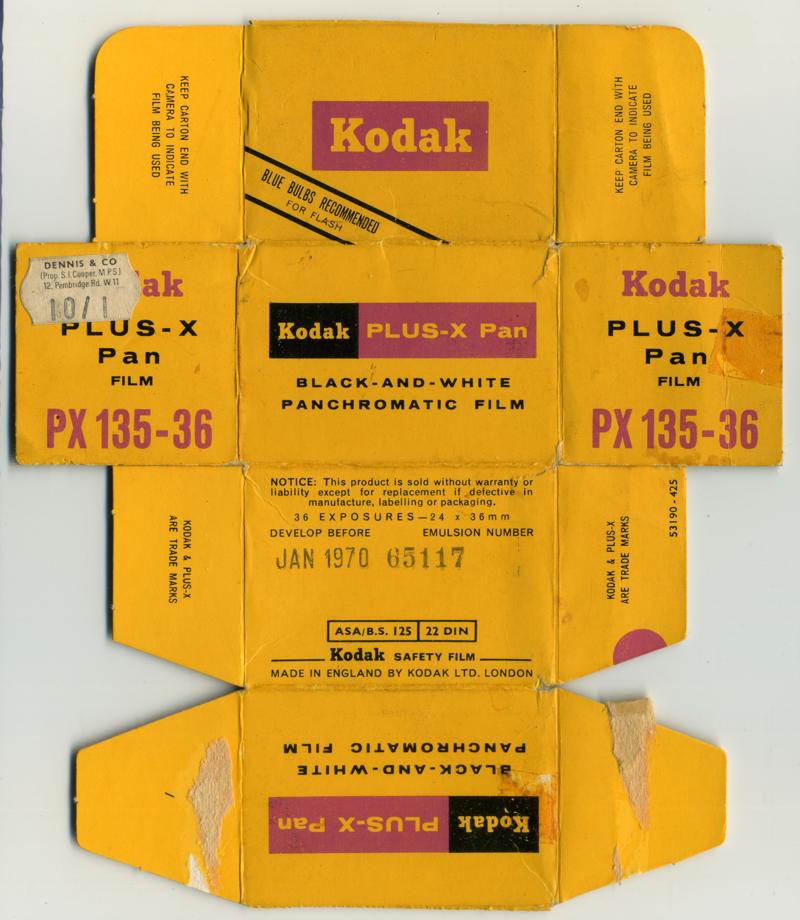 KEEP CARTON END WITH
CAMERA TO INDICATE
FILM BEING USED
Kodak
BLUE BULBS RECOMMENDED
FOR FLASH
KEEP CARTON END WITH
CAMERA TO INDICATE
FILM BEING USED
DENNIS & CO
(Prop. S.I.Cooper, M.P.S.)
12, Pembridge Rd. W.11
10/1
dak
PLUS-X
Pan
FILM
PX 135-36
Kodak PLUS-X Pan
BLACK-AND-WHITE
PANCHROMATIC FILM
Kodak
PLUS-X
Pan
FILM
PX 135-36
KODAK & PLUS-X
ARE TRADE MARKS
NOTICE: This product is sold without warranty or
liability except for replacement if defective in
manufacture, labelling or packaging.
36 EXPOSURES—24 x 36mm
DEVELOP BEFORE EMULSION NUMBER
JAN 1970 65117
ASA/B.S. 125 22 DIN
Kodak SAFETY FILM
MADE IN ENGLAND BY KODAK LTD. LONDON
KODAK & PLUS-X
ARE TRADE MARKS
53190-425
Kodak PLUS-X Pan
BLACK-AND-WHITE
PANCHROMATIC FILM